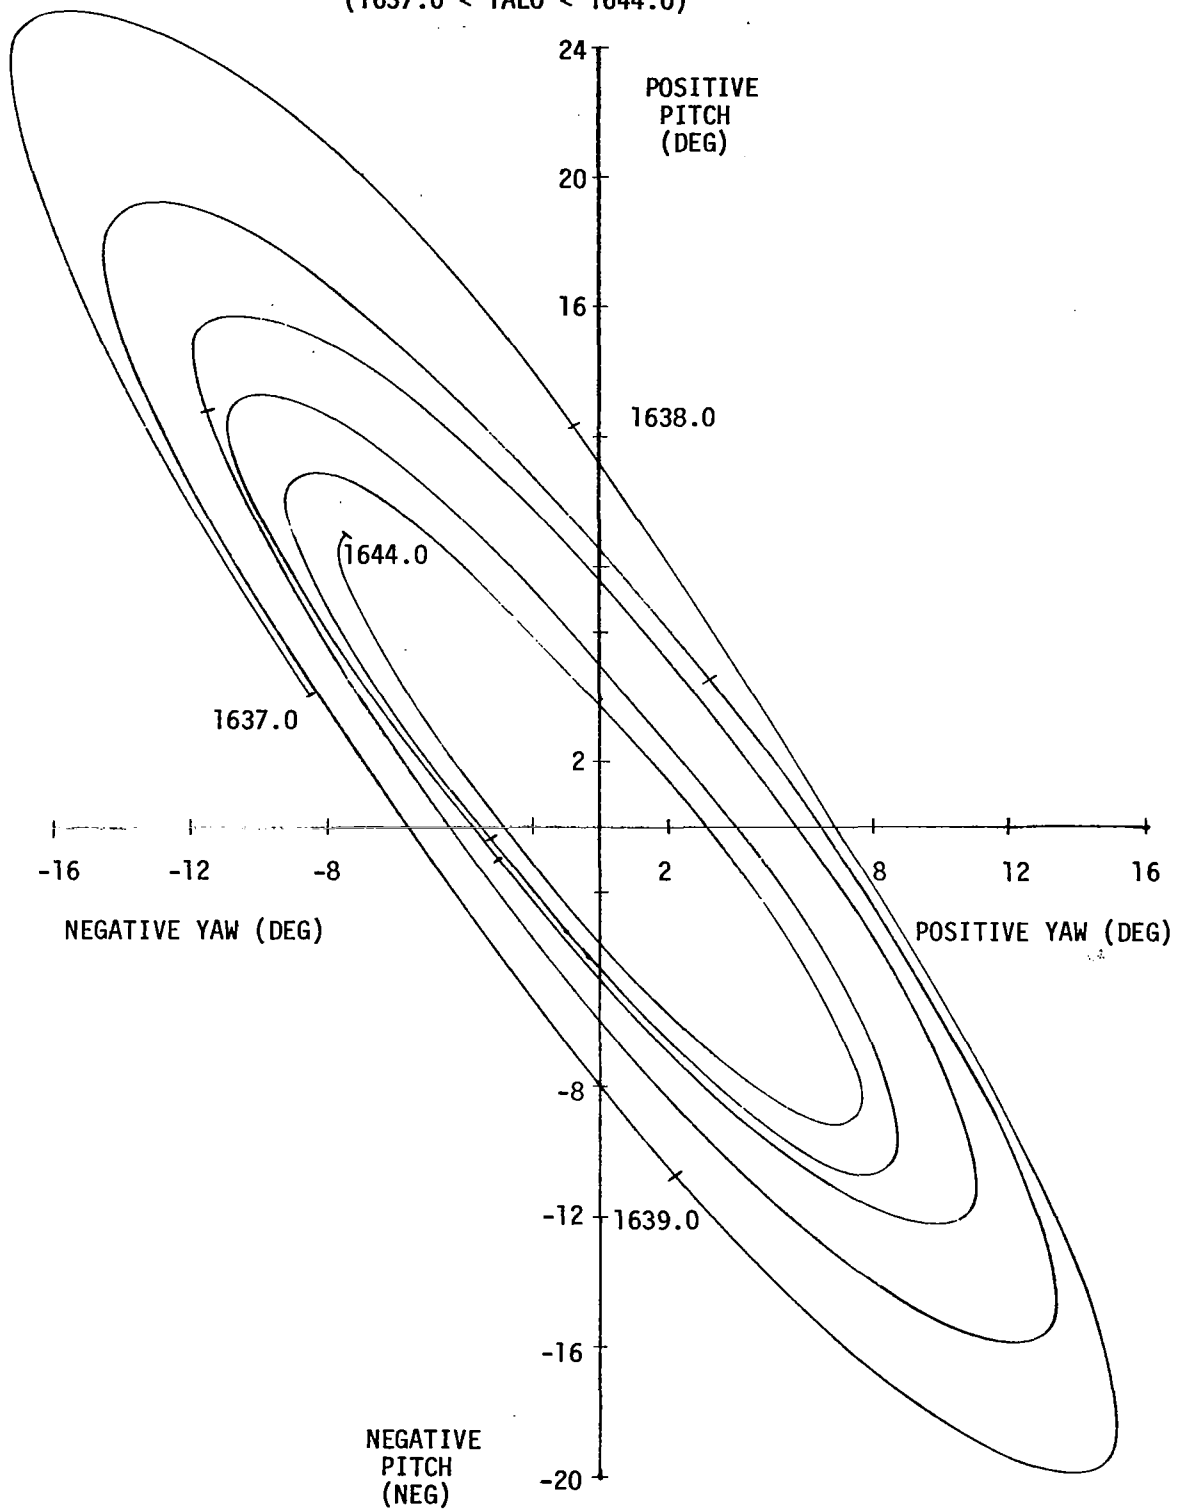 (1637.0 < TALO < 1644.0)
24
POSITIVE
PITCH
(DEG)
20
16
1638.0
1644.0
1637.0
2
-16 -12 -8 2 8 12 16
NEGATIVE YAW (DEG)
POSITIVE YAW (DEG)
-8
-12
1639.0
-16
NEGATIVE
PITCH
(NEG)
-20